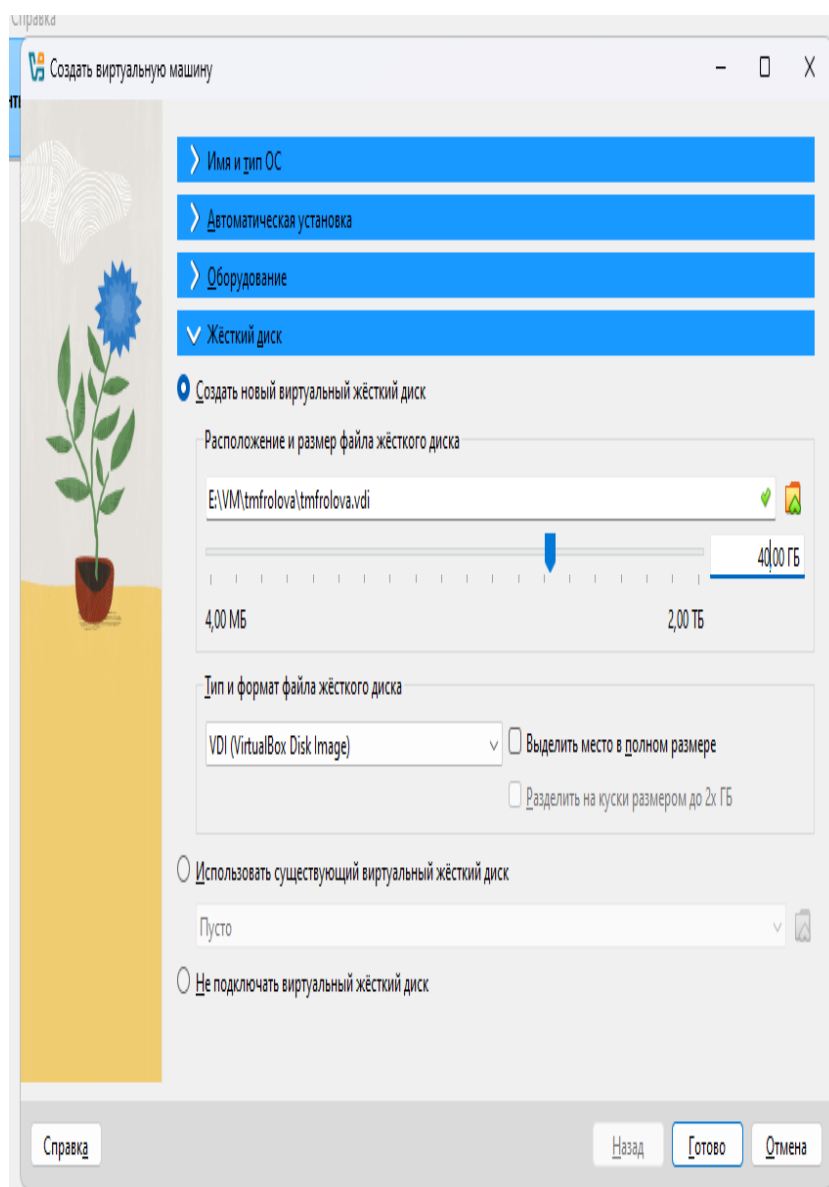 Справка
Создать виртуальную машину
Имя и тип ОС
Автоматическая установка
Оборудование
Жёсткий диск
Создать новый виртуальный жёсткий диск
Расположение и размер файла жёсткого диска
E:\VM\tmfrolova\tmfrolova.vdi
40,00 ГБ
4,00 МБ 2,00 ТБ
Тип и формат файла жёсткого диска
VDI (VirtualBox Disk Image) Выделить место в полном размере
Разделить на куски размером до 2х ГБ
Использовать существующий виртуальный жёсткий диск
Пусто
Не подключать виртуальный жёсткий диск
Справка Назад Готово Отмена